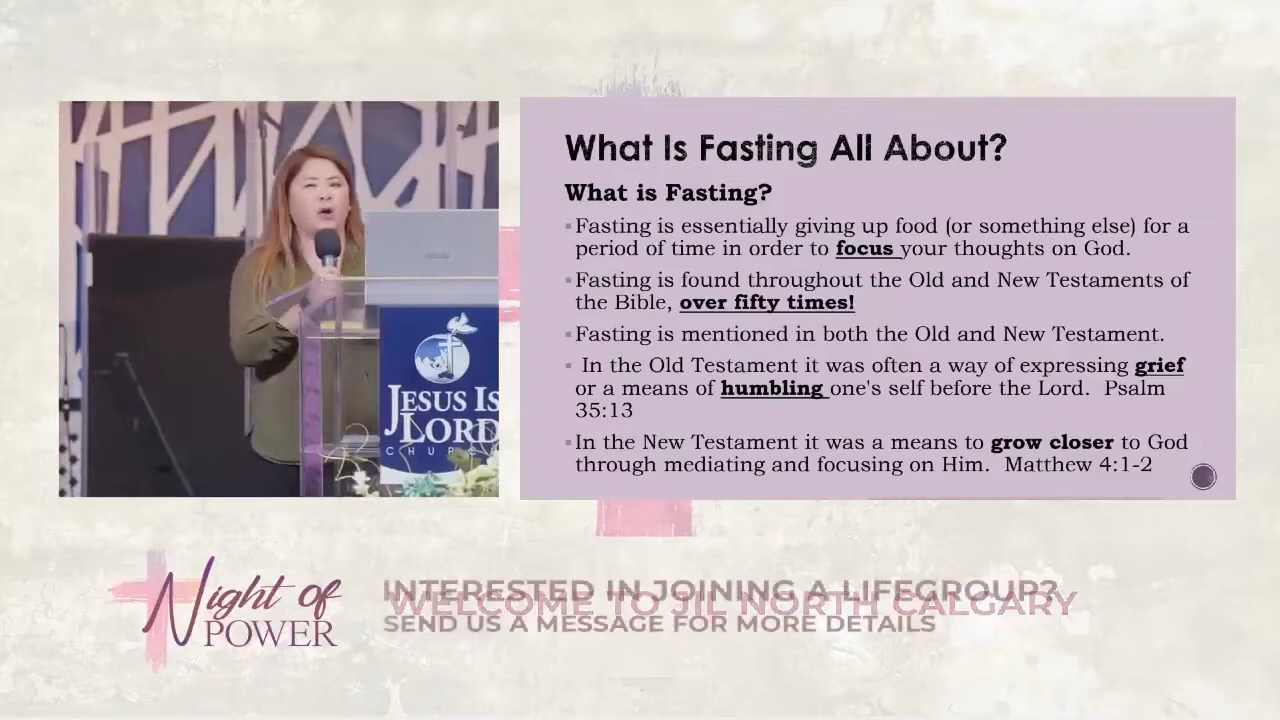 What Is Fasting All About?
What is Fasting?
Fasting is essentially giving up food (or something else) for a
period of time in order to focus your thoughts on God.
Fasting is found throughout the Old and New Testaments of
the Bible, over fifty times!
Fasting is mentioned in both the Old and New Testament.
In the Old Testament it was often a way of expressing grief
or a means of humbling one's self before the Lord. Psalm
35:13
In the New Testament it was a means to grow closer to God
through mediating and focusing on Him. Matthew 4:1-2
JESUS IS
LORD
CHURC
Night of
POWER
INTERESTED IN JOINING A LIFEGROUP?
WELCOME TO JIL NORTH CALGARY
SEND US A MESSAGE FOR MORE DETAILS